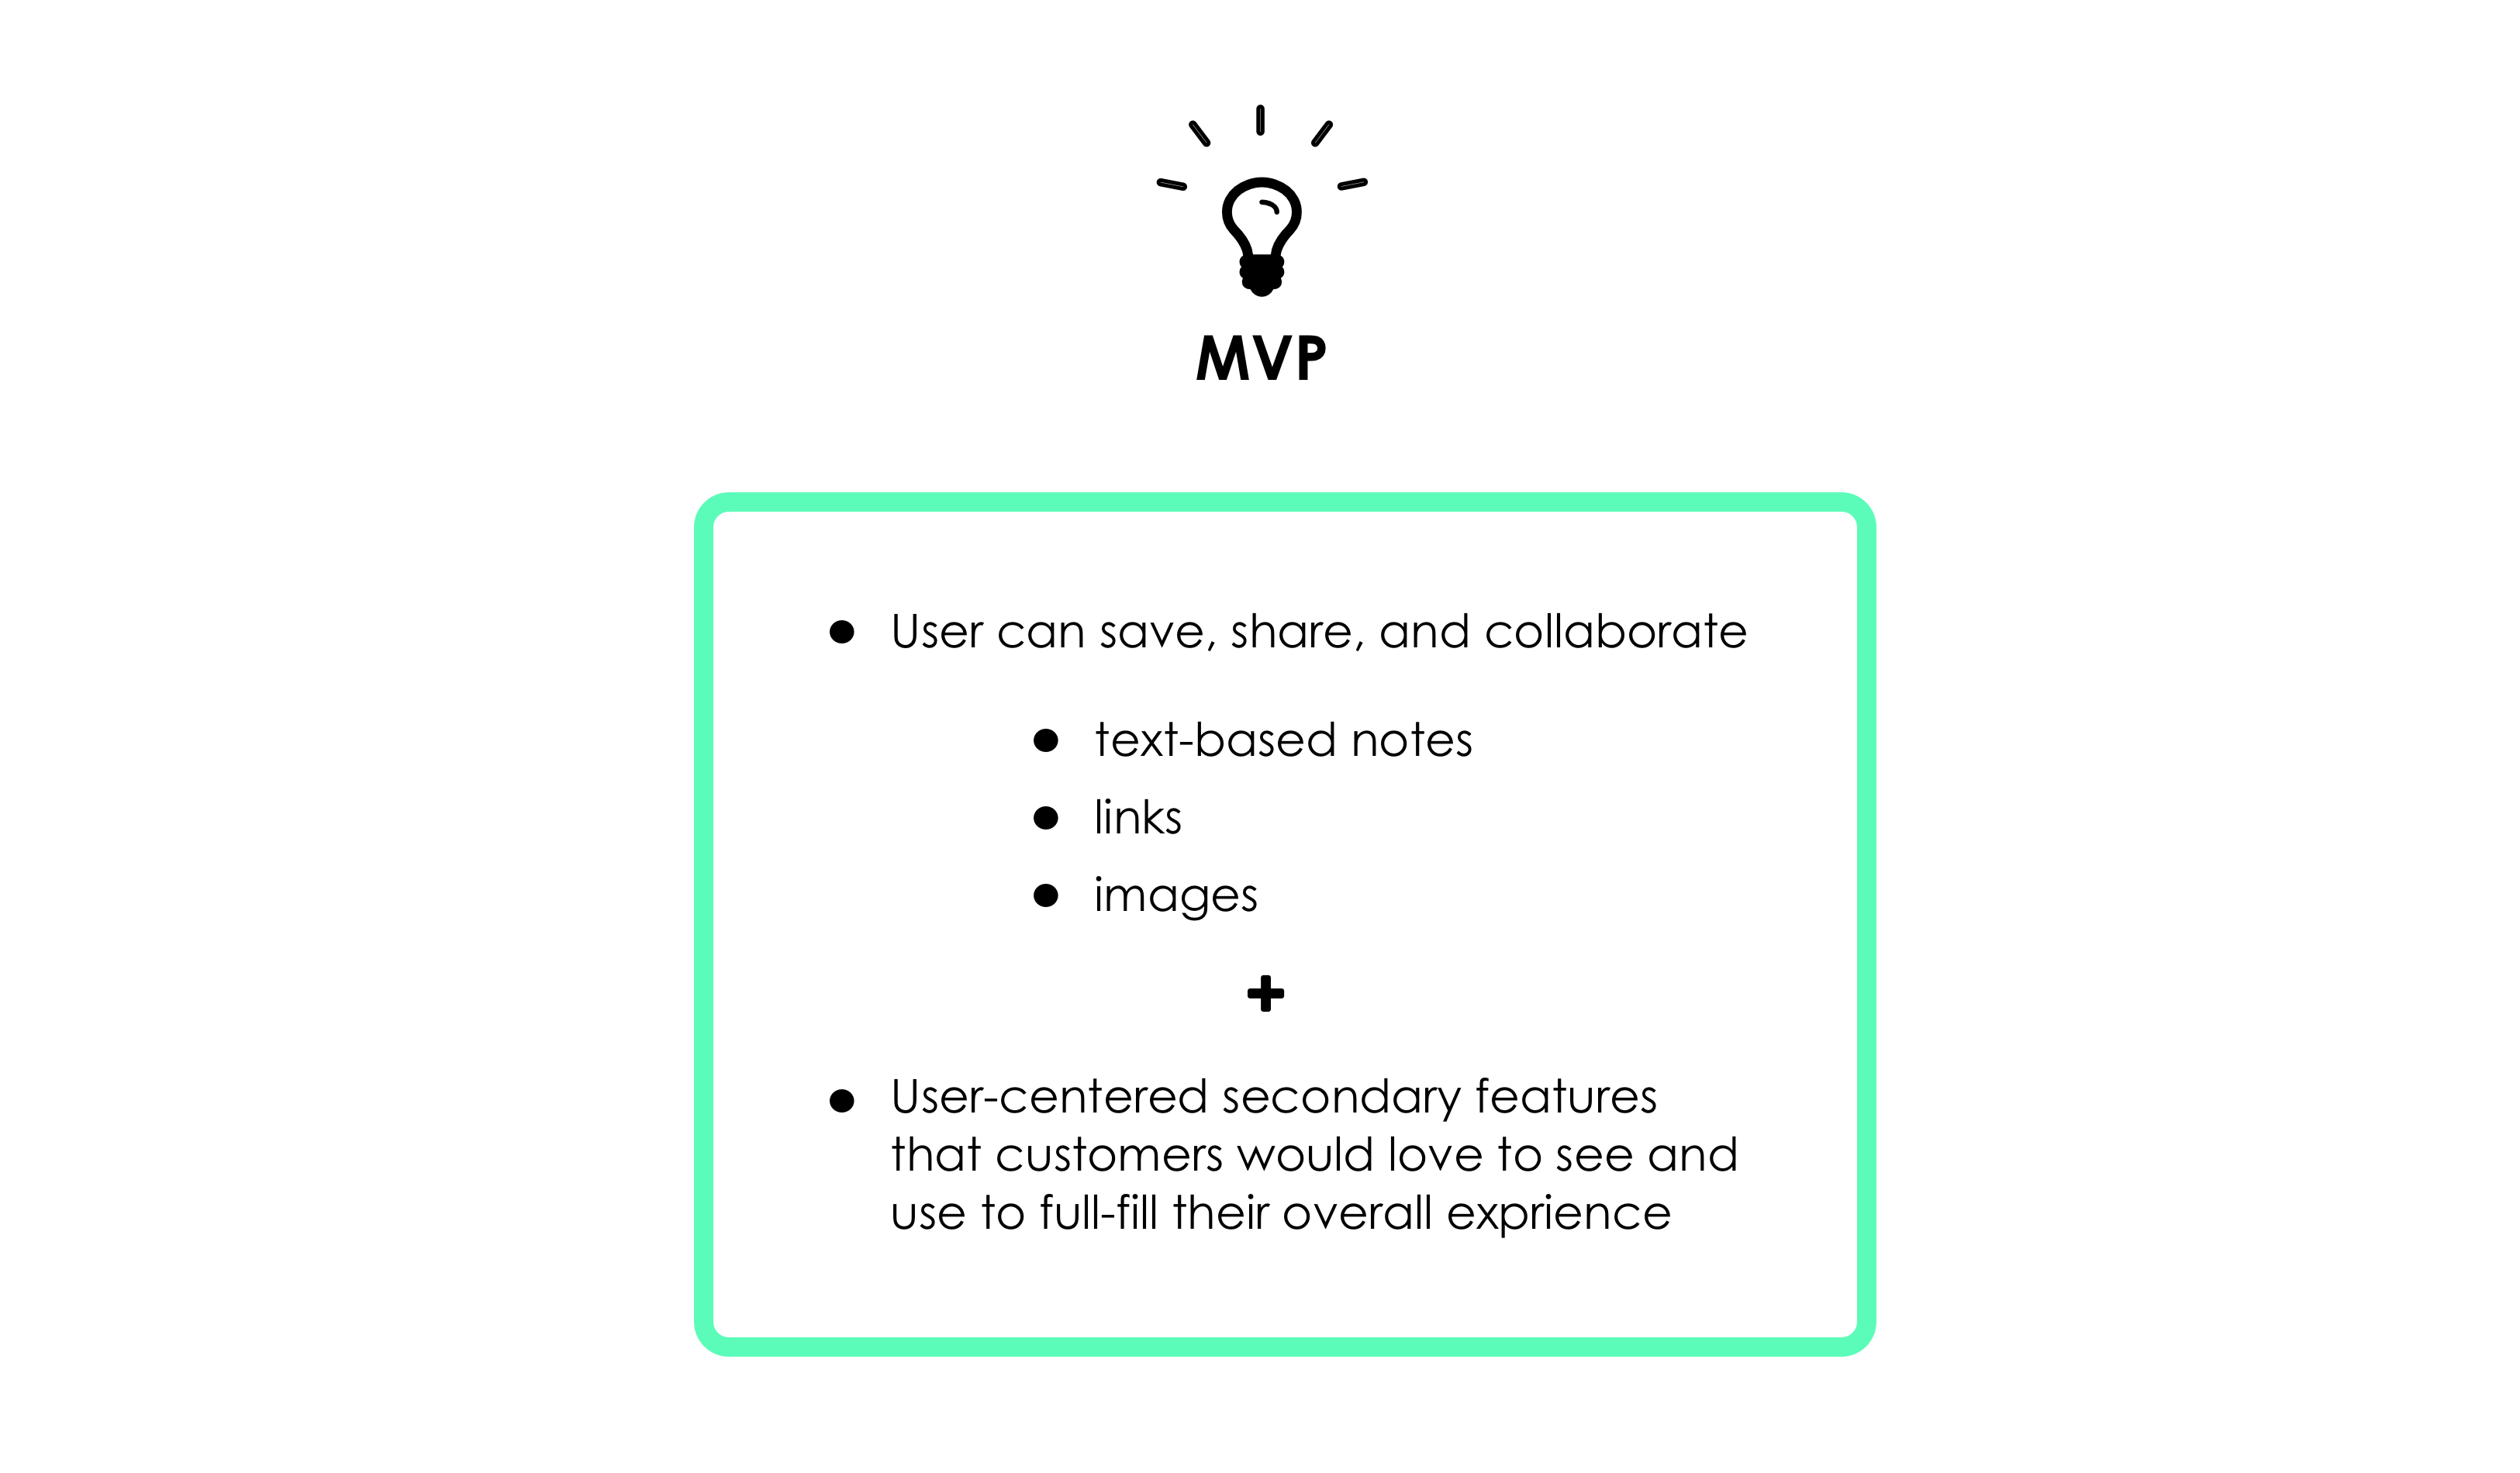 MVP
User can save, share, and collaborate
text-based notes
links
images
User-centered secondary features
that customers would love to see and
use to full-fill their overall exprience